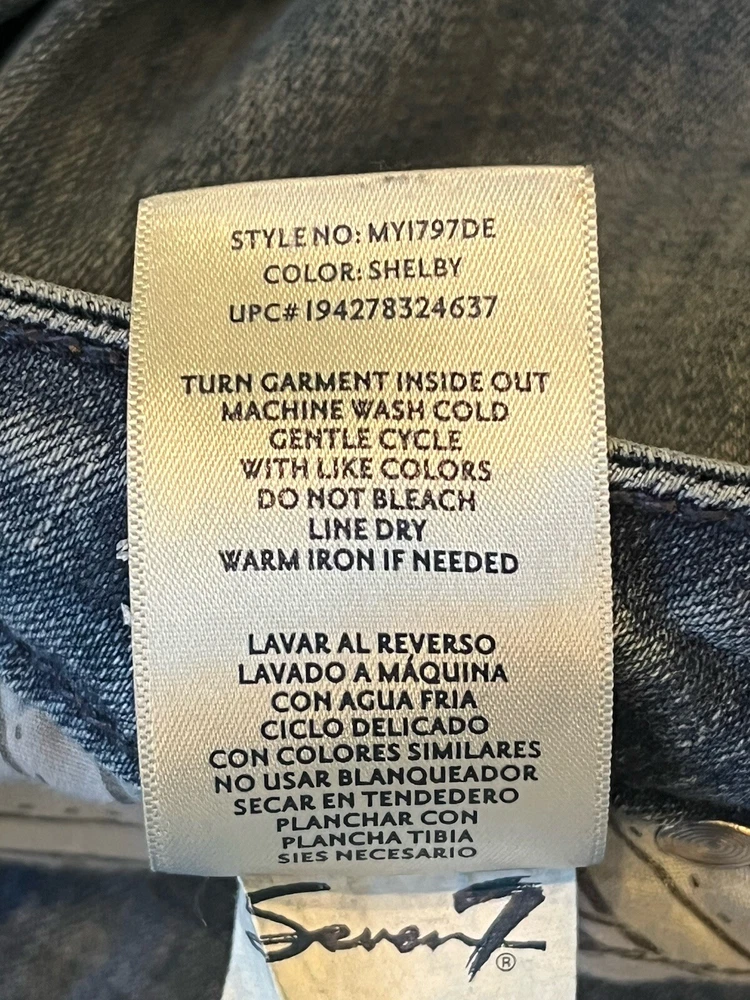 STYLE NO: MY1797DE
COLOR: SHELBY
UPC# 194278324637
TURN GARMENT INSIDE OUT
MACHINE WASH COLD
GENTLE CYCLE
WITH LIKE COLORS
DO NOT BLEACH
LINE DRY
WARM IRON IF NEEDED
LAVAR AL REVERSO
LAVADO A MÁQUINA
CON AGUA FRIA
CICLO DELICADO
CON COLORES SIMILARES
NO USAR BLANQUEADOR
SECAR EN TENDEDERO
PLANCHAR CON
PLANCHA TIBIA
SIES NECESARIO
Seven7®